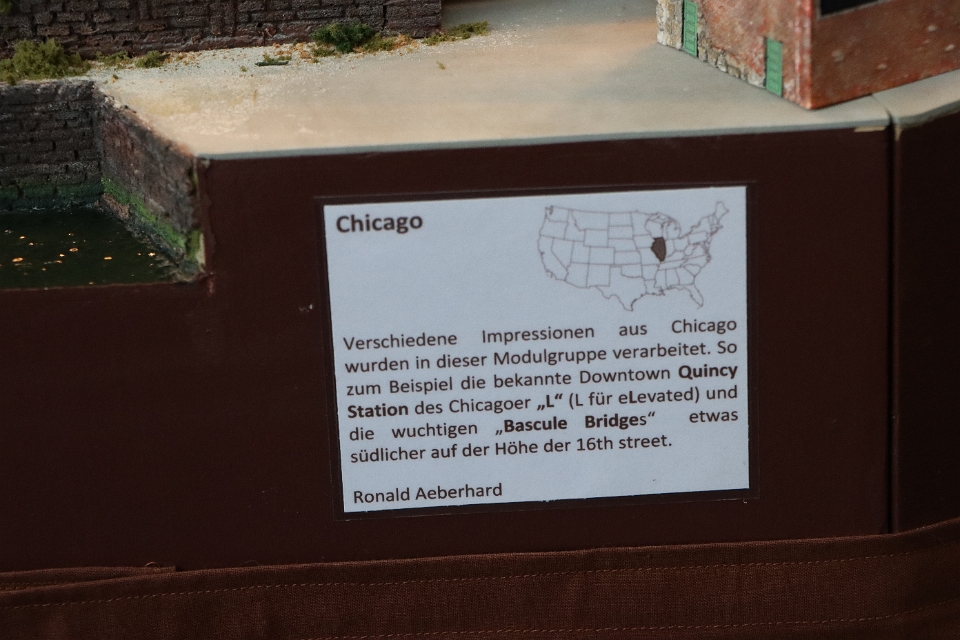 Chicago
Verschiedene Impressionen aus Chicago
wurden in dieser Modulgruppe verarbeitet. So
zum Beispiel die bekannte Downtown Quincy
Station des Chicagoer „L“ (L für eLevated) und
die wuchtigen „Bascule Bridges“ etwas
südlicher auf der Höhe der 16th street.
Ronald Aeberhard